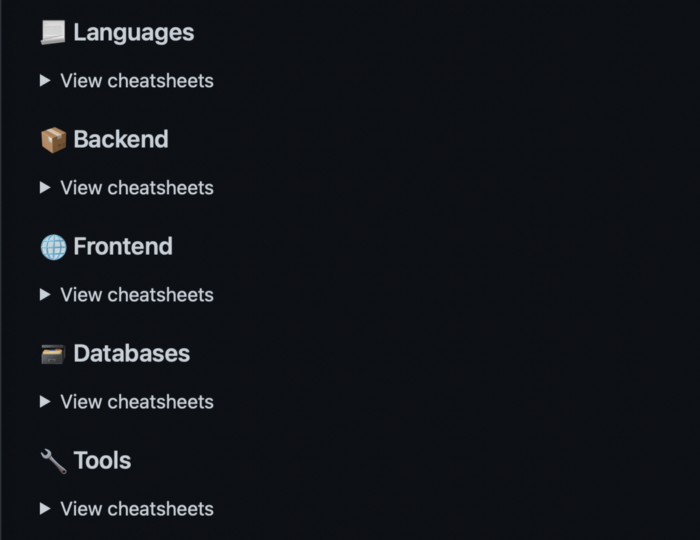 Languages
View cheatsheets
Backend
View cheatsheets
Frontend
View cheatsheets
Databases
View cheatsheets
Tools
View cheatsheets